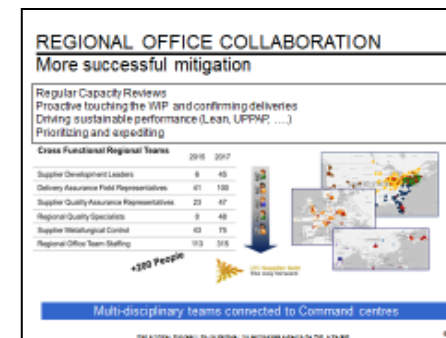 REGIONAL OFFICE COLLABORATION
More successful mitigation
Regular Capacity Reviews
Proactive touching the WIP and confirming deliveries
Driving sustainable performance (Lean, UPPAP, ....)
Prioritizing and expediting
Cross Functional Regional Teams 2015 2017
Supplier Development Leaders 6 45
Delivery Assurance Field Representatives 41 100
Supplier Quality Assurance Representatives 23 47
Regional Quality Specialists 0 48
Supplier Metallurgical Control 43 75
Regional Office Team Staffing 113 315
+200 People
Multi-disciplinary teams connected to Command centres